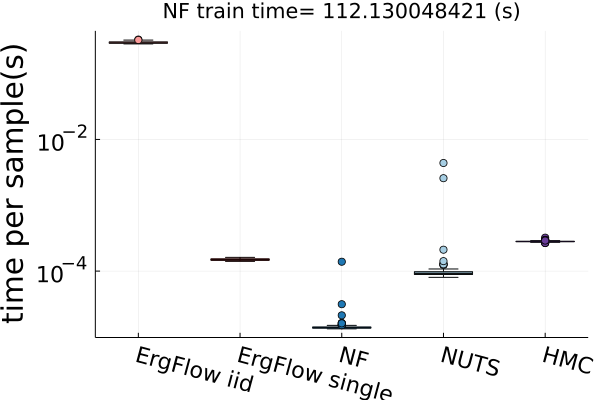 NF train time= 112.130048421 (s)
time per sample(s)
10⁻²
10⁻⁴
ErgFlow iid
ErgFlow single
NF
NUTS
HMC